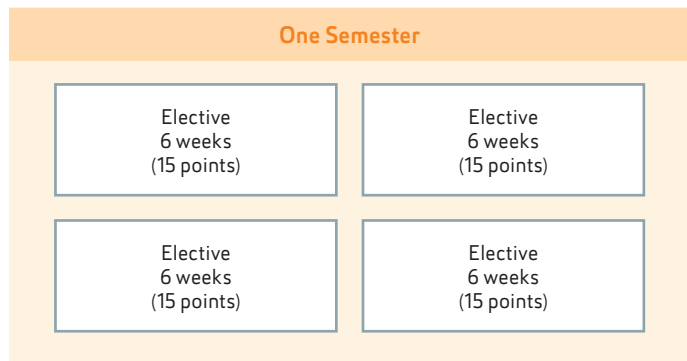 One Semester
Elective
6 weeks
(15 points)
Elective
6 weeks
(15 points)
Elective
6 weeks
(15 points)
Elective
6 weeks
(15 points)